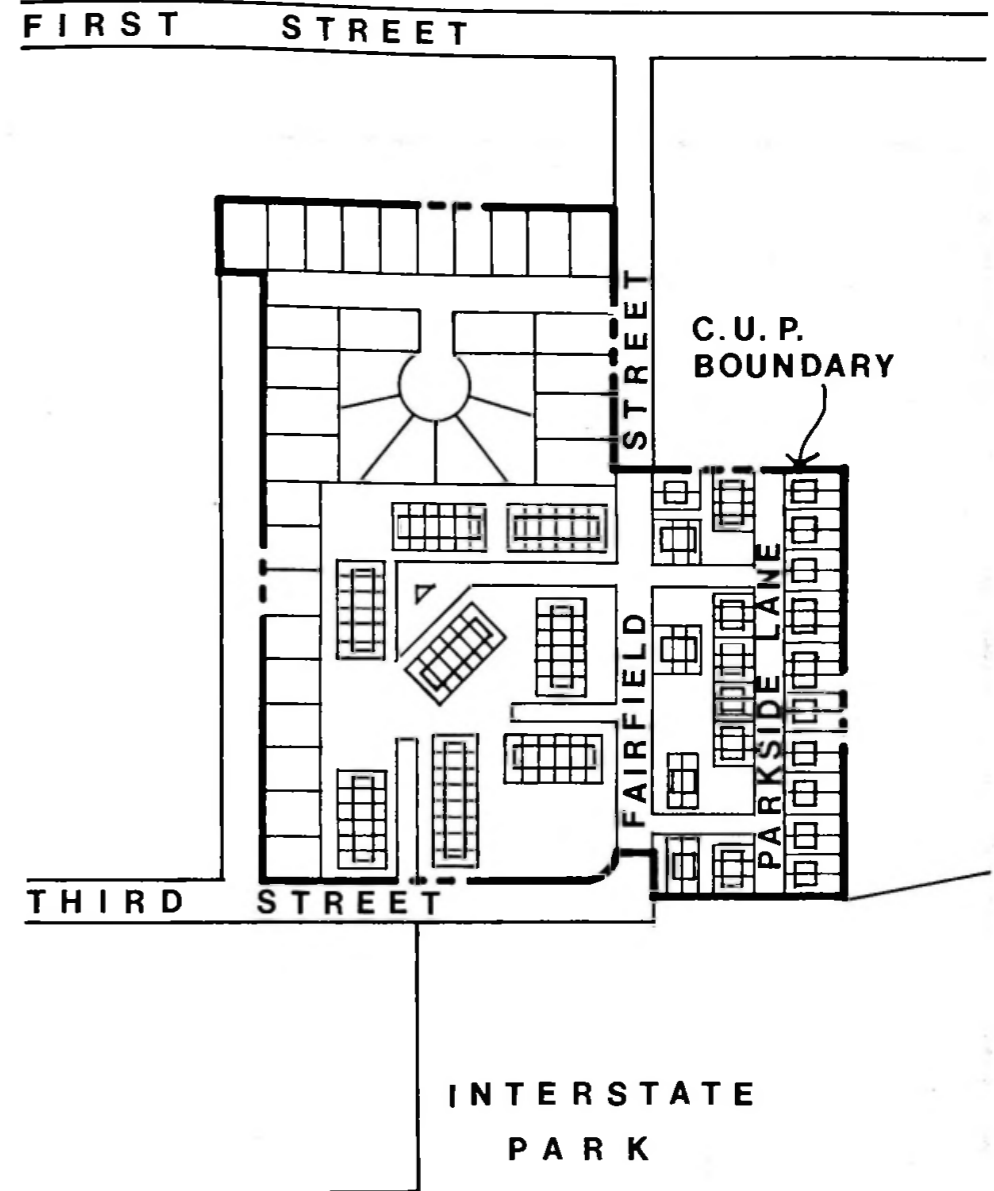 FIRST STREET
STREET
C.U.P.
BOUNDARY
FAIRFIELD
PARKSIDE LANE
THIRD STREET
INTERSTATE
PARK